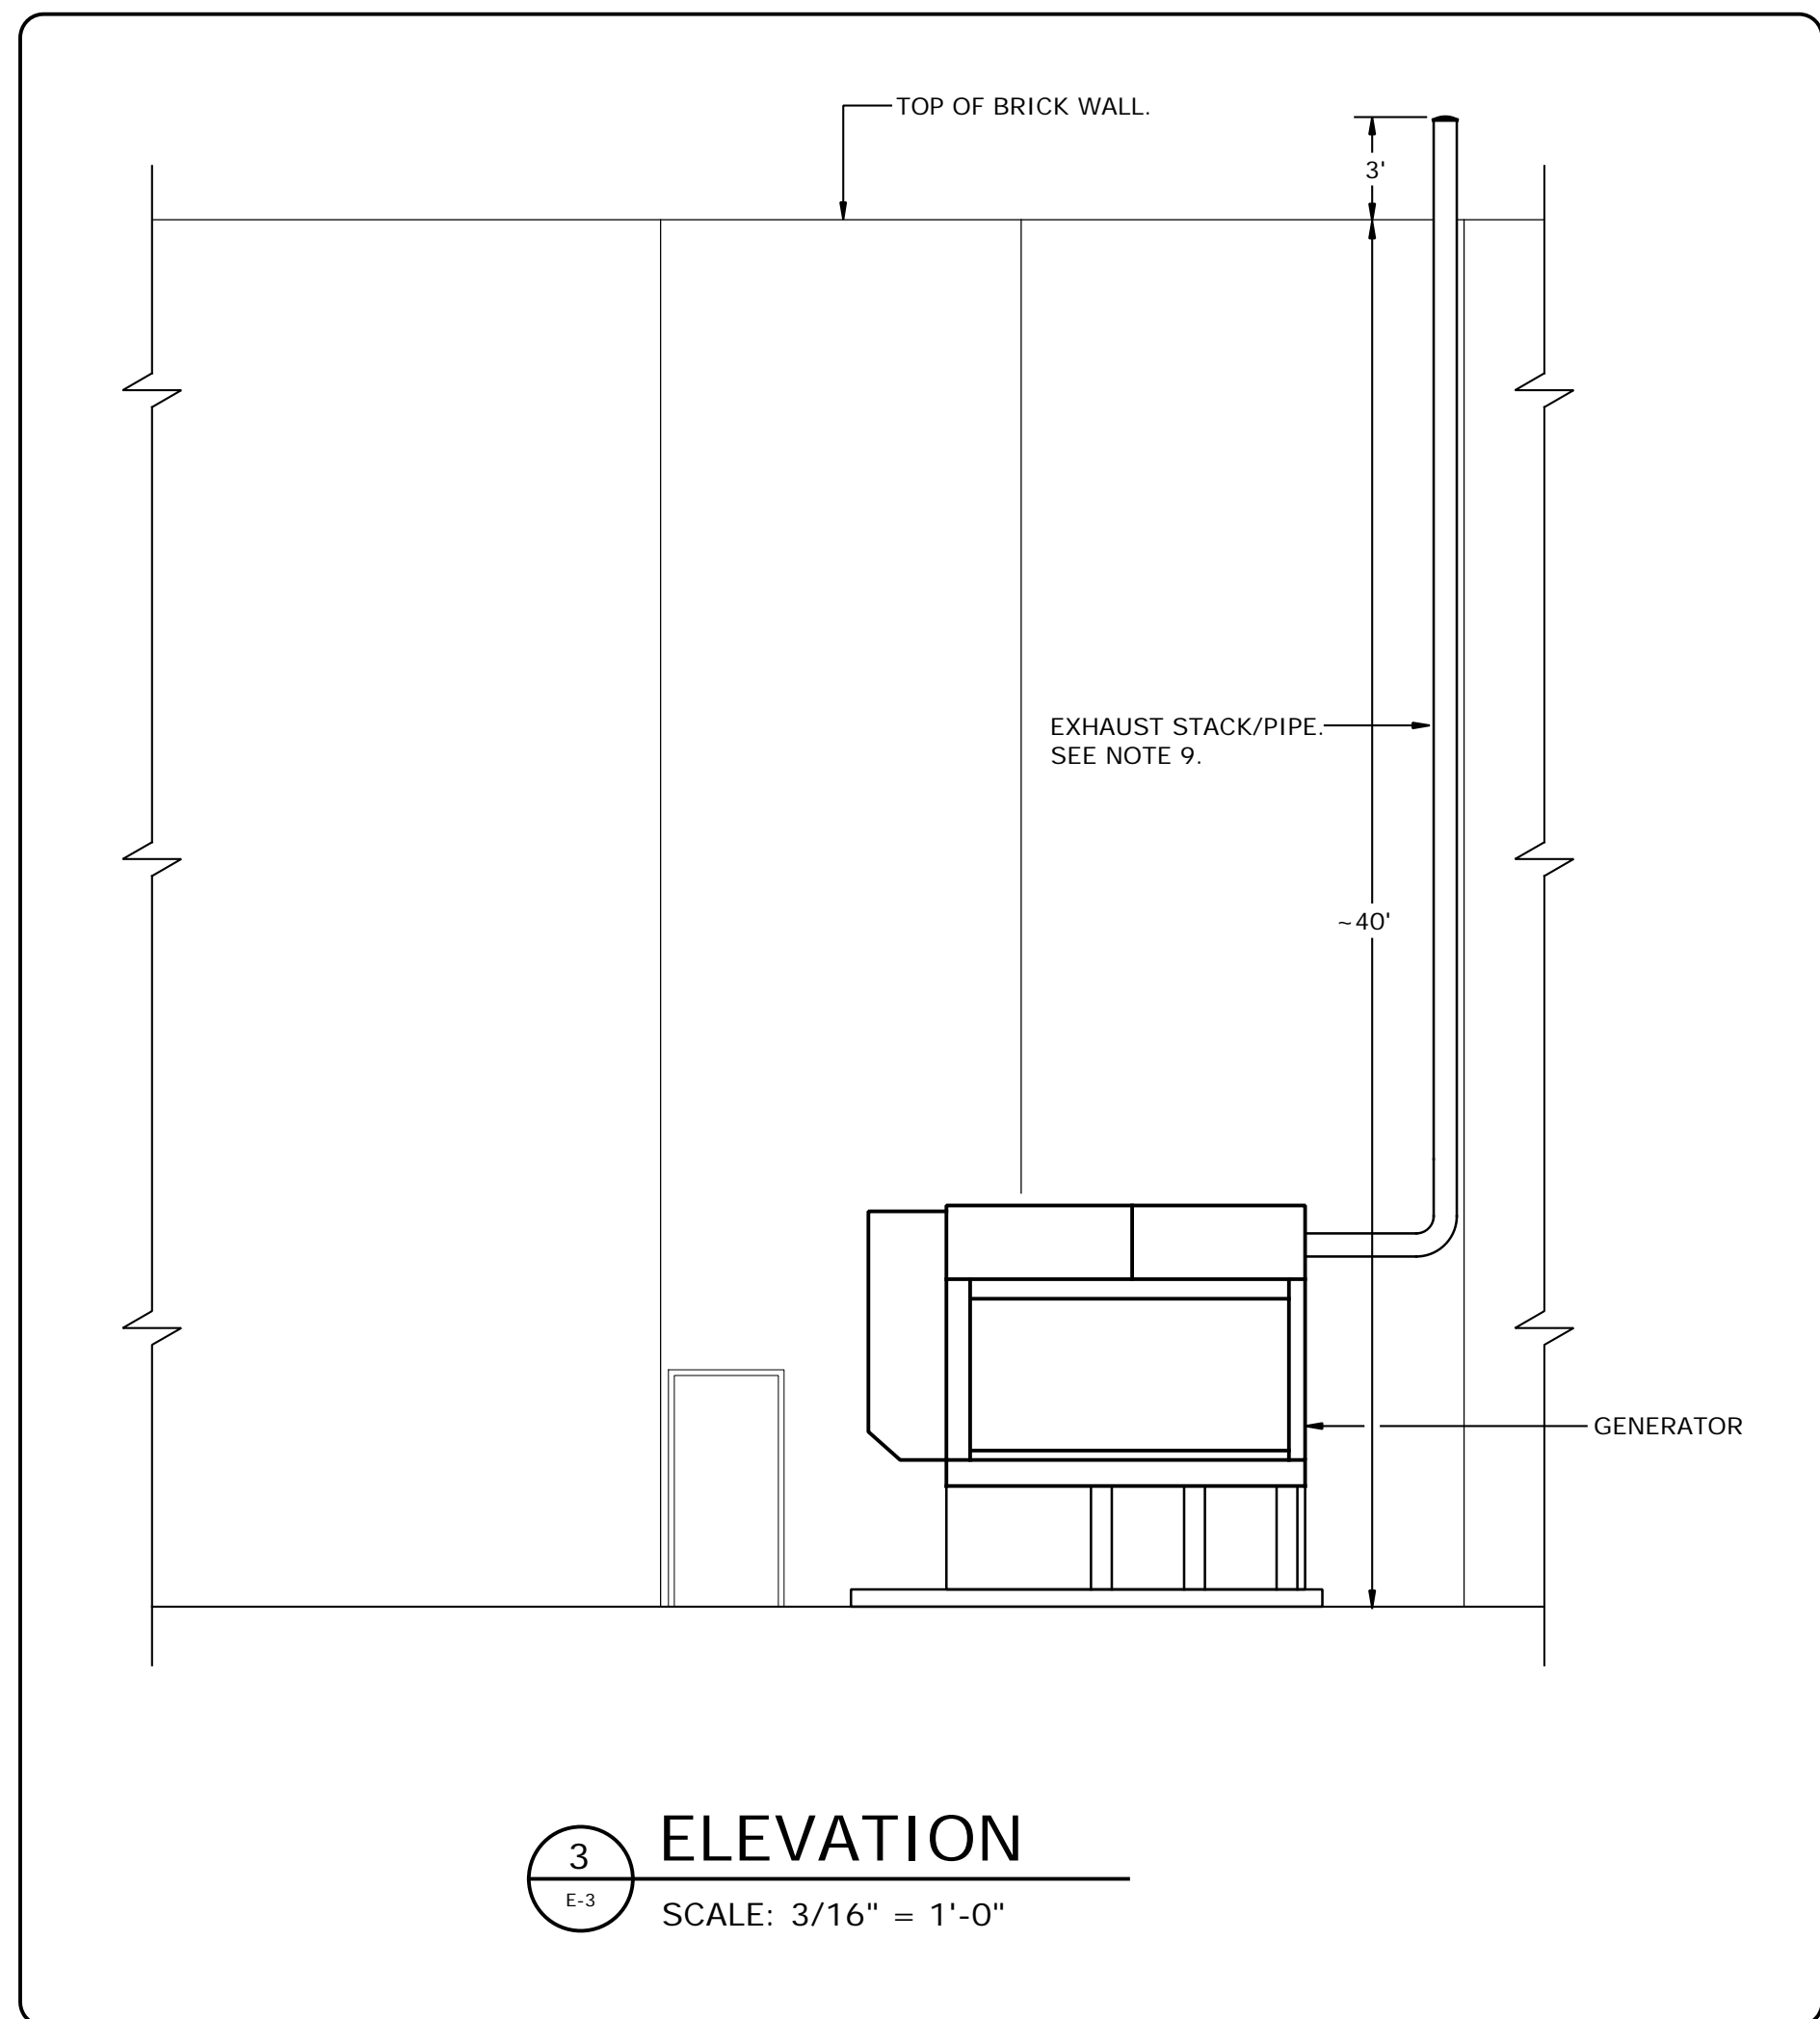 TOP OF BRICK WALL.
3'
EXHAUST STACK/PIPE.
SEE NOTE 9.
~40'
GENERATOR
3
E-3
ELEVATION
SCALE: 3/16" = 1'-0"